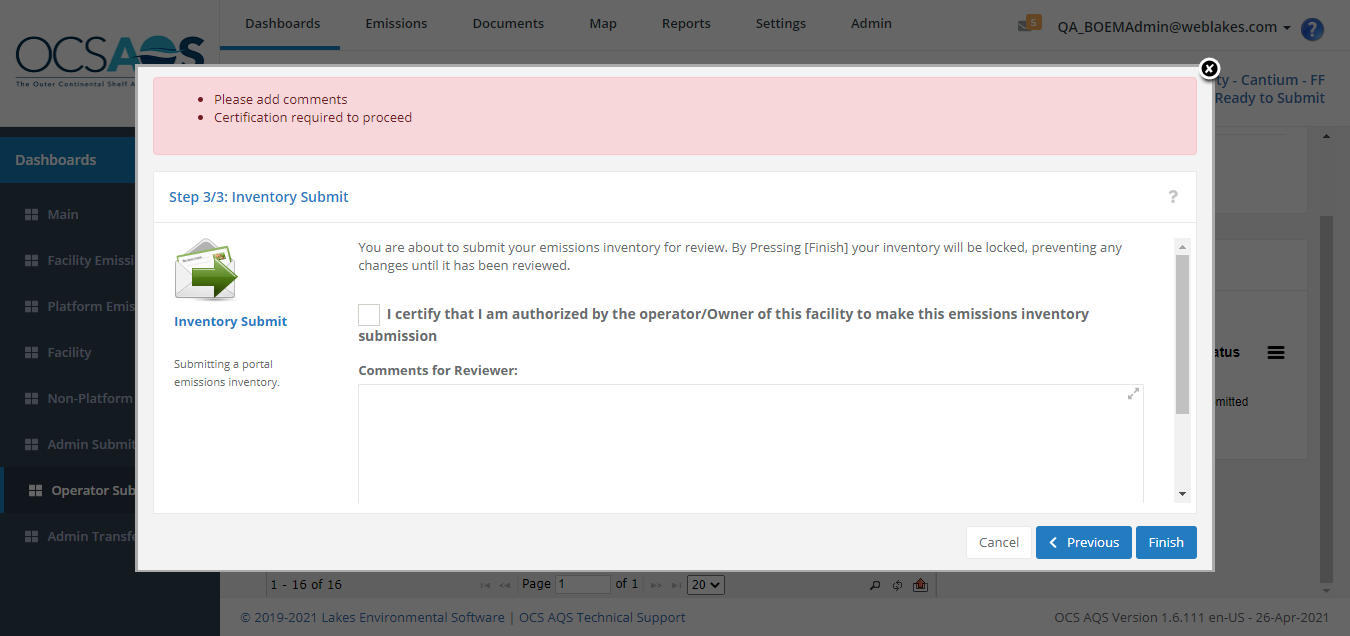 Dashboards
Emissions
Documents
Map
Reports
Settings
Admin
5
QA_BOEMAdmin@weblakes.com
?
OCSAQS
The Outer Continental Shelf A
ty - Cantium - FF
Ready to Submit
Please add comments
Certification required to proceed
Dashboards
Main
Facility Emissi
Platform Emis
Facility
Non-Platform
Admin Submit
Operator Sub
Admin Transfe
Step 3/3: Inventory Submit
?
Inventory Submit
Submitting a portal
emissions inventory.
You are about to submit your emissions inventory for review. By Pressing [Finish] your inventory will be locked, preventing any
changes until it has been reviewed.
I certify that I am authorized by the operator/Owner of this facility to make this emissions inventory
submission
Comments for Reviewer:
atus
mitted
Cancel
Previous
Finish
1 - 16 of 16
Page 1 of 1
20
© 2019-2021 Lakes Environmental Software | OCS AQS Technical Support
OCS AQS Version 1.6.111 en-US - 26-Apr-2021